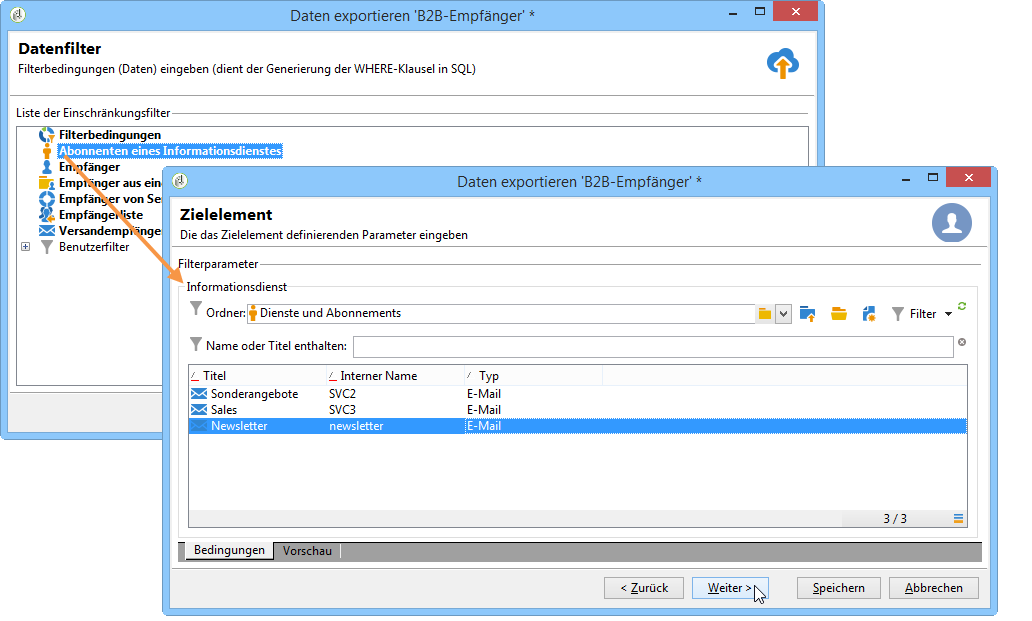 Daten exportieren 'B2B-Empfänger' *
Datenfilter
Filterbedingungen (Daten) eingeben (dient der Generierung der WHERE-Klausel in SQL)
Liste der Einschränkungsfilter
Filterbedingungen
Abonnenten eines Informationsdienstes
Empfänger
Empfänger aus ein
Empfänger von Se
Empfängerliste
Versandempfänge
Benutzerfilter
Daten exportieren 'B2B-Empfänger' *
Zielelement
Die das Zielelement definierenden Parameter eingeben
Filterparameter
Informationsdienst
Ordner: Dienste und Abonnements Filter
Name oder Titel enthalten:
Titel Interner Name Typ
Sonderangebote SVC2 E-Mail
Sales SVC3 E-Mail
Newsletter newsletter E-Mail
3 / 3
Bedingungen Vorschau
< Zurück Weiter > Speichern Abbrechen